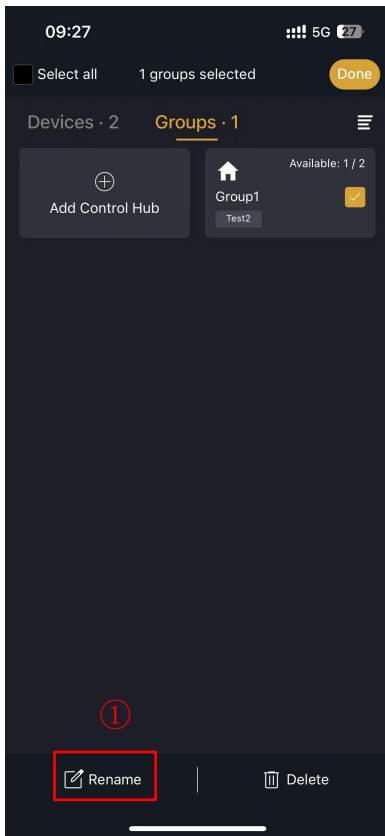 09:27 5G 27
Select all 1 groups selected Done
Devices · 2 Groups · 1
Add Control Hub
Available: 1 / 2
Group1
Test2
①
Rename Delete